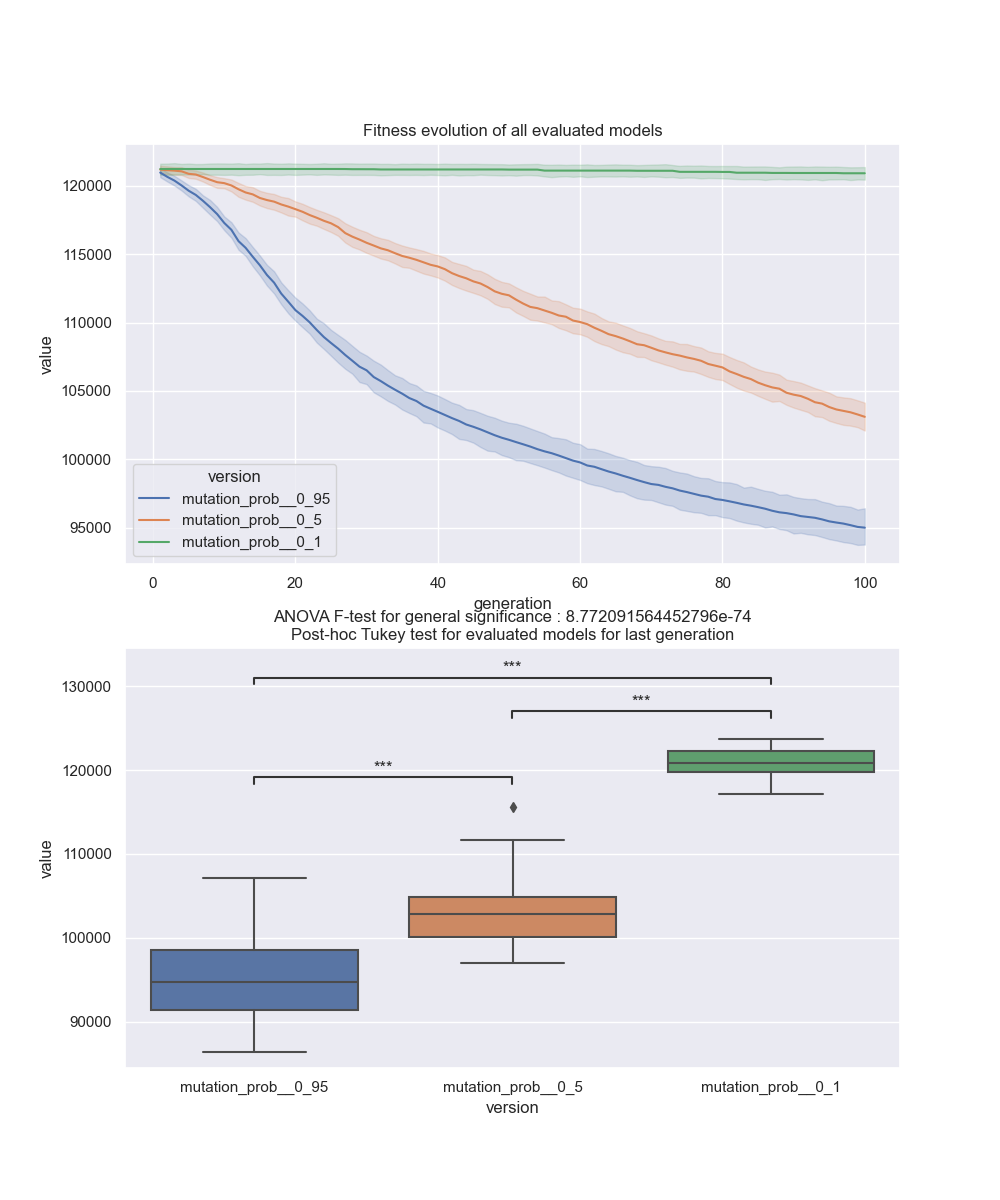 Fitness evolution of all evaluated models
120000
115000
110000
105000
100000
95000
value
version
mutation_prob__0_95
mutation_prob__0_5
mutation_prob__0_1
0
20
40
60
80
100
generation
ANOVA F-test for general significance : 8.772091564452796e-74
Post-hoc Tukey test for evaluated models for last generation
130000
120000
110000
100000
90000
value
***
***
***
mutation_prob__0_95
mutation_prob__0_5
mutation_prob__0_1
version